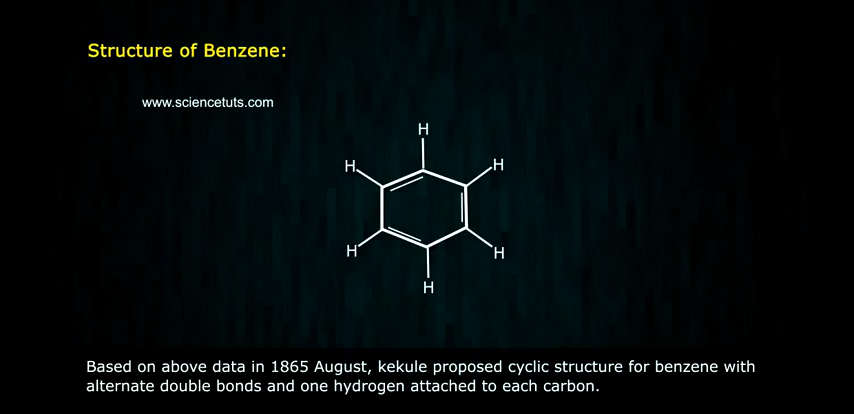 Structure of Benzene:
www.sciencetuts.com
H
H
H
H
H
H
Based on above data in 1865 August, kekule proposed cyclic structure for benzene with
alternate double bonds and one hydrogen attached to each carbon.